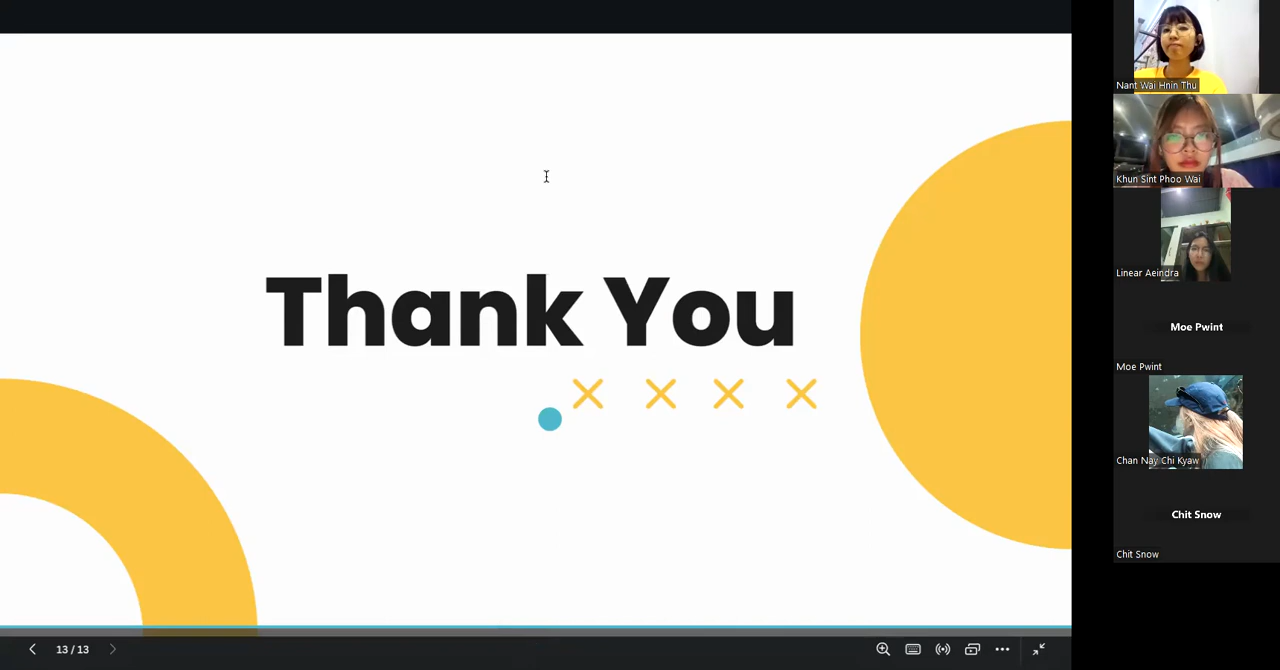 Thank You
13 / 13
Nant Wai Hnin Thu
Khun Sint Phoo Wai
Linear Aeindra
Moe Pwint
Moe Pwint
Chan Nay Chi Kyaw
Chit Snow
Chit Snow